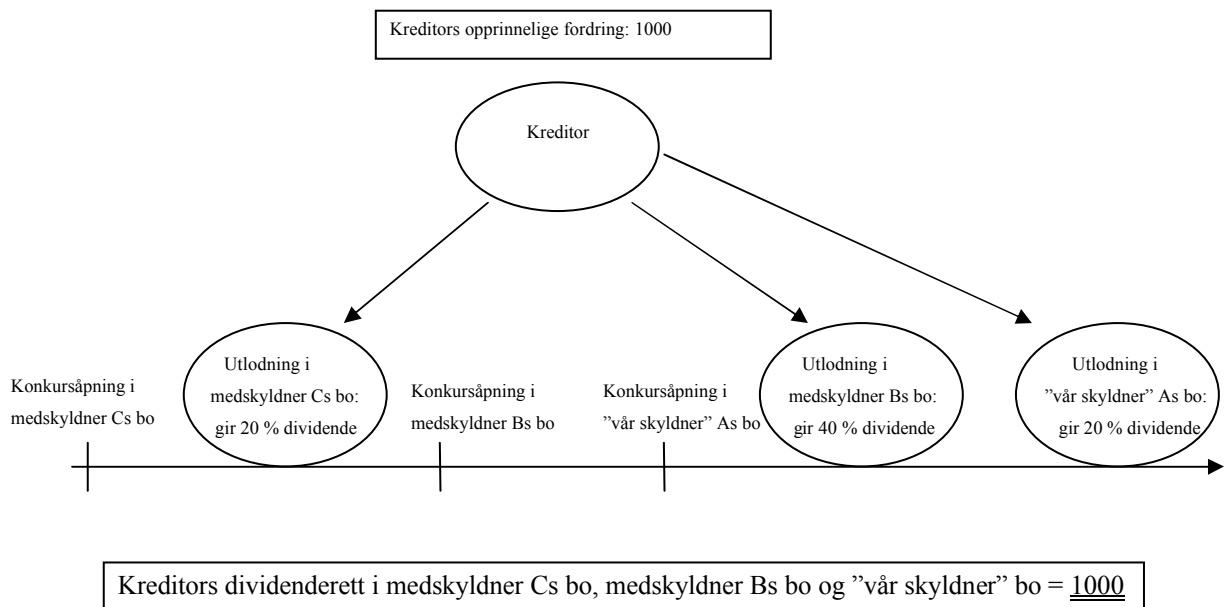 Kreditors opprinnelige fordring: 1000
Kreditor
Konkursåpning i
medskyldner Cs bo
Utlodning i
medskyldner Cs bo:
gir 20 % dividende
Konkursåpning i
medskyldner Bs bo
Konkursåpning i
”vår skyldner” As bo
Utlodning i
medskyldner Bs bo:
gir 40 % dividende
Utlodning i
”vår skyldner” As bo:
gir 20 % dividende
Kreditors dividenderett i medskyldner Cs bo, medskyldner Bs bo og ”vår skyldner” bo = 1000